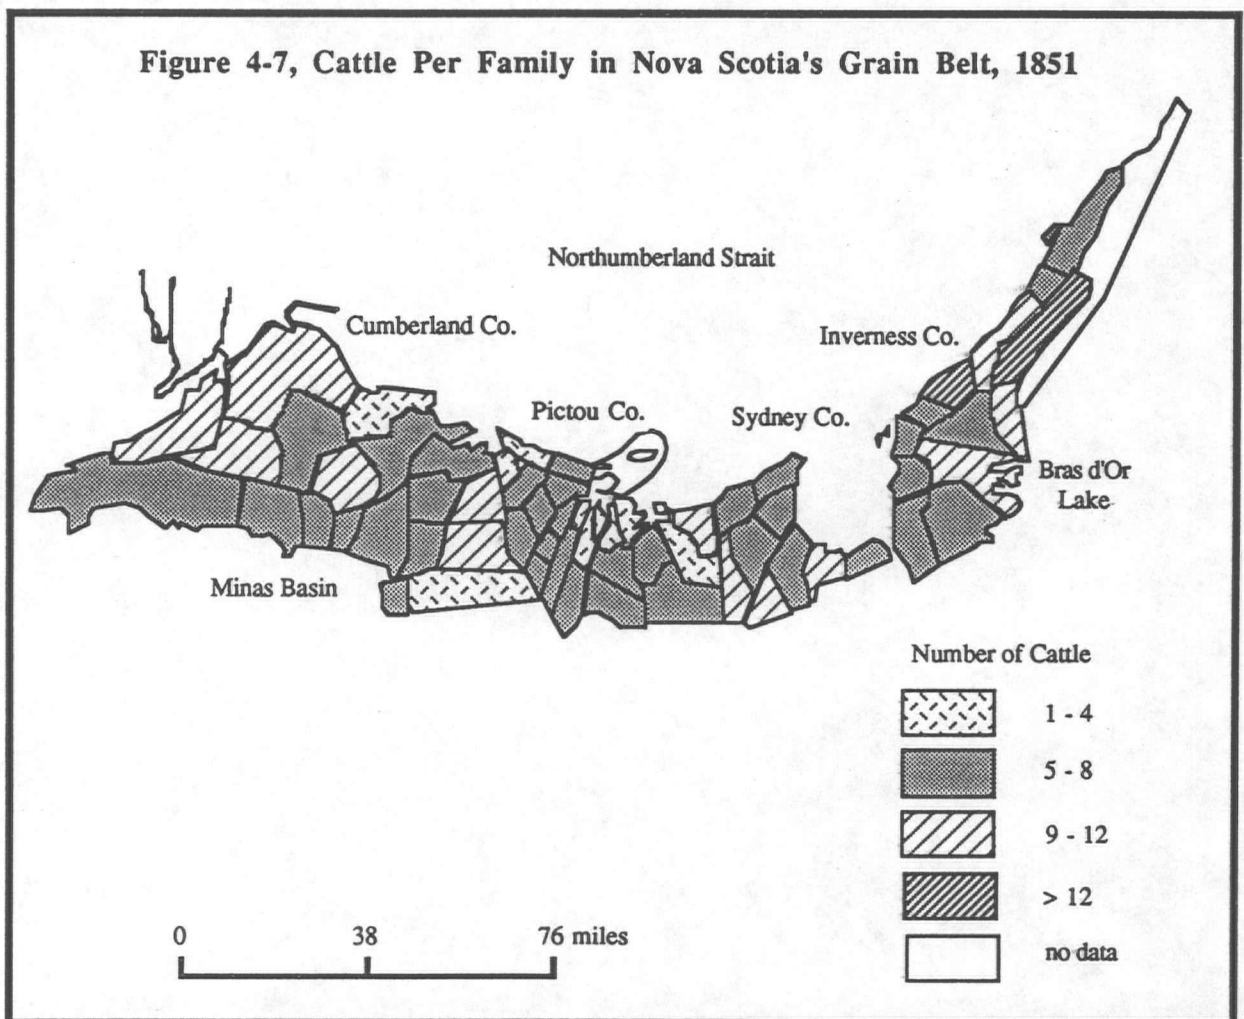 Figure 4-7, Cattle Per Family in Nova Scotia's Grain Belt, 1851
Northumberland Strait
Cumberland Co.
Inverness Co.
Pictou Co.
Sydney Co.
Bras d'Or
Lake
Minas Basin
Number of Cattle
1 - 4
5 - 8
9 - 12
> 12
no data
0 38 76 miles